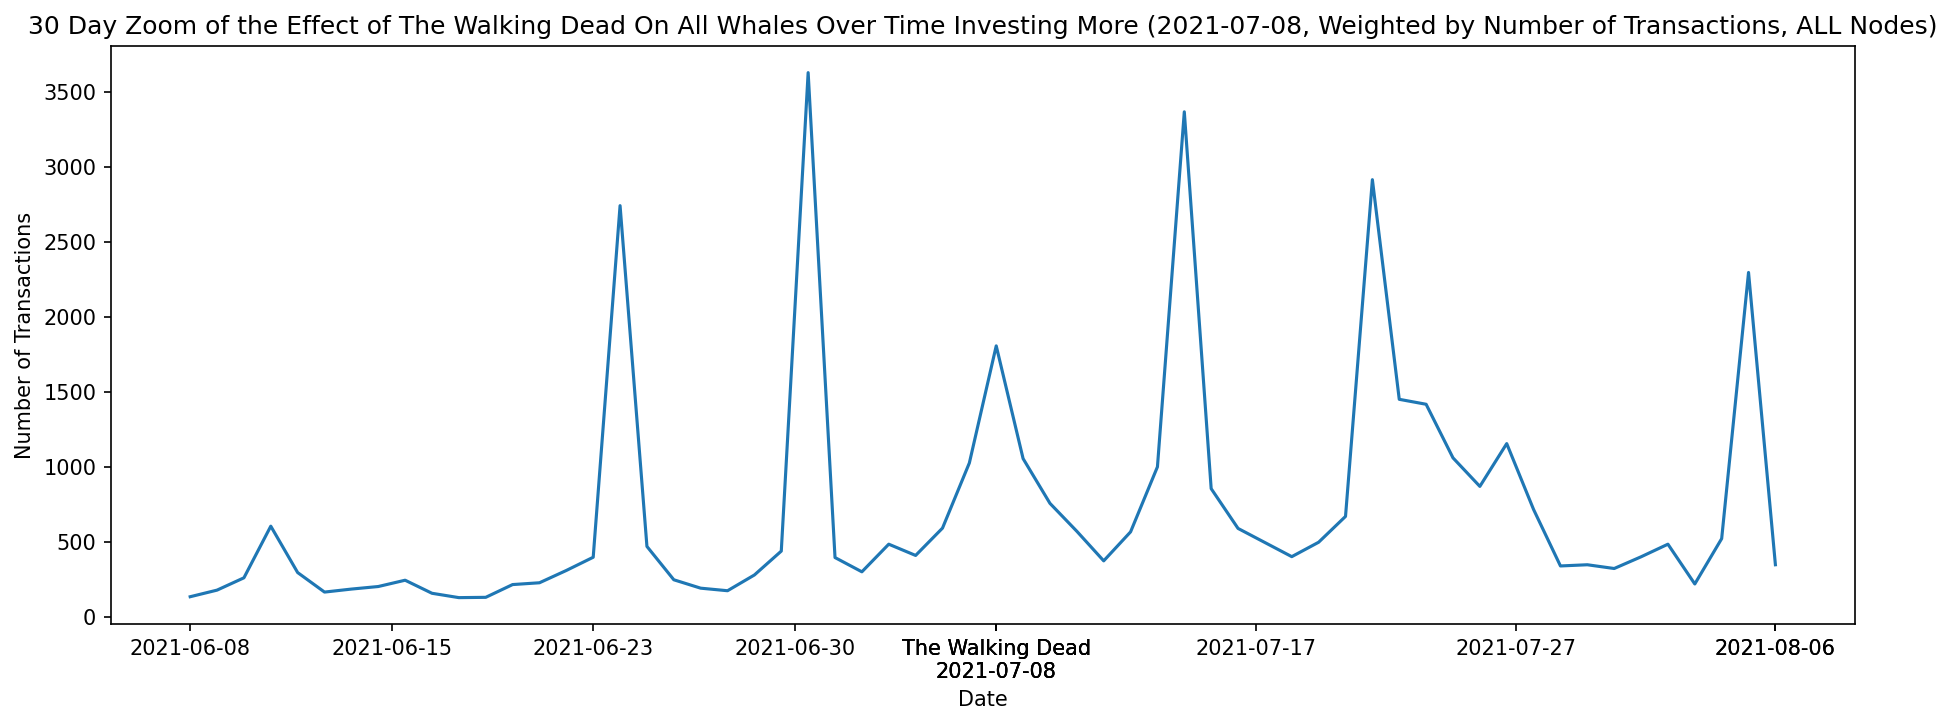 30 Day Zoom of the Effect of The Walking Dead On All Whales Over Time Investing More (2021-07-08, Weighted by Number of Transactions, ALL Nodes)
Number of Transactions
3500
3000
2500
2000
1500
1000
500
0
2021-06-08 2021-06-15 2021-06-23 2021-06-30 The Walking Dead 2021-07-17 2021-07-27 2021-08-06
2021-07-08
Date